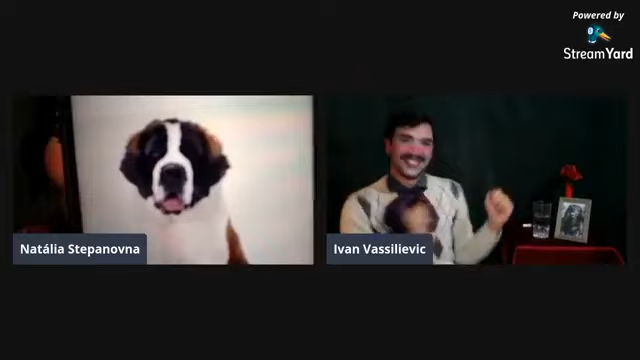 Powered by
StreamYard
Natália Stepanovna
Ivan Vassilievic